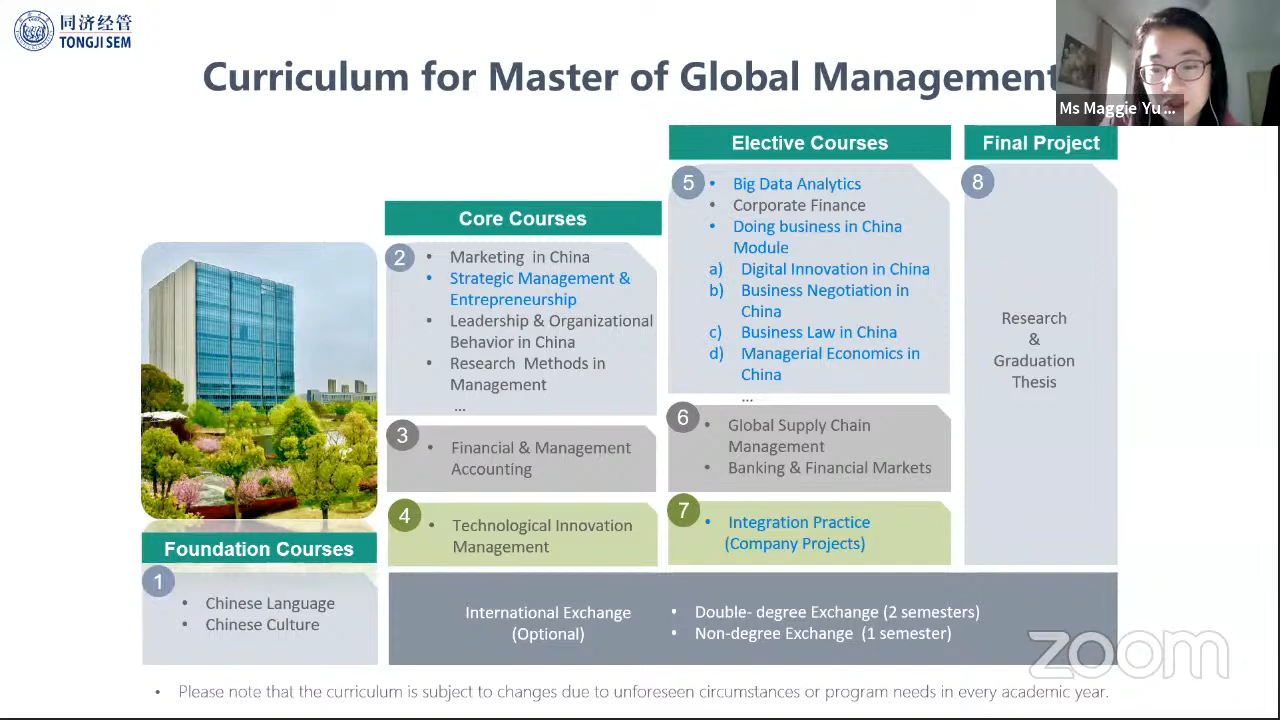 同济经管
TONGJI SEM
Curriculum for Master of Global Management
Ms Maggie Yu ...
Foundation Courses
1
• Chinese Language
• Chinese Culture
Core Courses
2
• Marketing in China
• Strategic Management &
Entrepreneurship
• Leadership & Organizational
Behavior in China
• Research Methods in
Management
...
3
• Financial & Management
Accounting
4
• Technological Innovation
Management
Elective Courses
5
• Big Data Analytics
• Corporate Finance
• Doing business in China
Module
a) Digital Innovation in China
b) Business Negotiation in
China
c) Business Law in China
d) Managerial Economics in
China
...
6
• Global Supply Chain
Management
• Banking & Financial Markets
7
• Integration Practice
(Company Projects)
Final Project
8
Research
&
Graduation
Thesis
International Exchange
(Optional)
• Double- degree Exchange (2 semesters)
• Non-degree Exchange (1 semester)
zoom
• Please note that the curriculum is subject to changes due to unforeseen circumstances or program needs in every academic year.